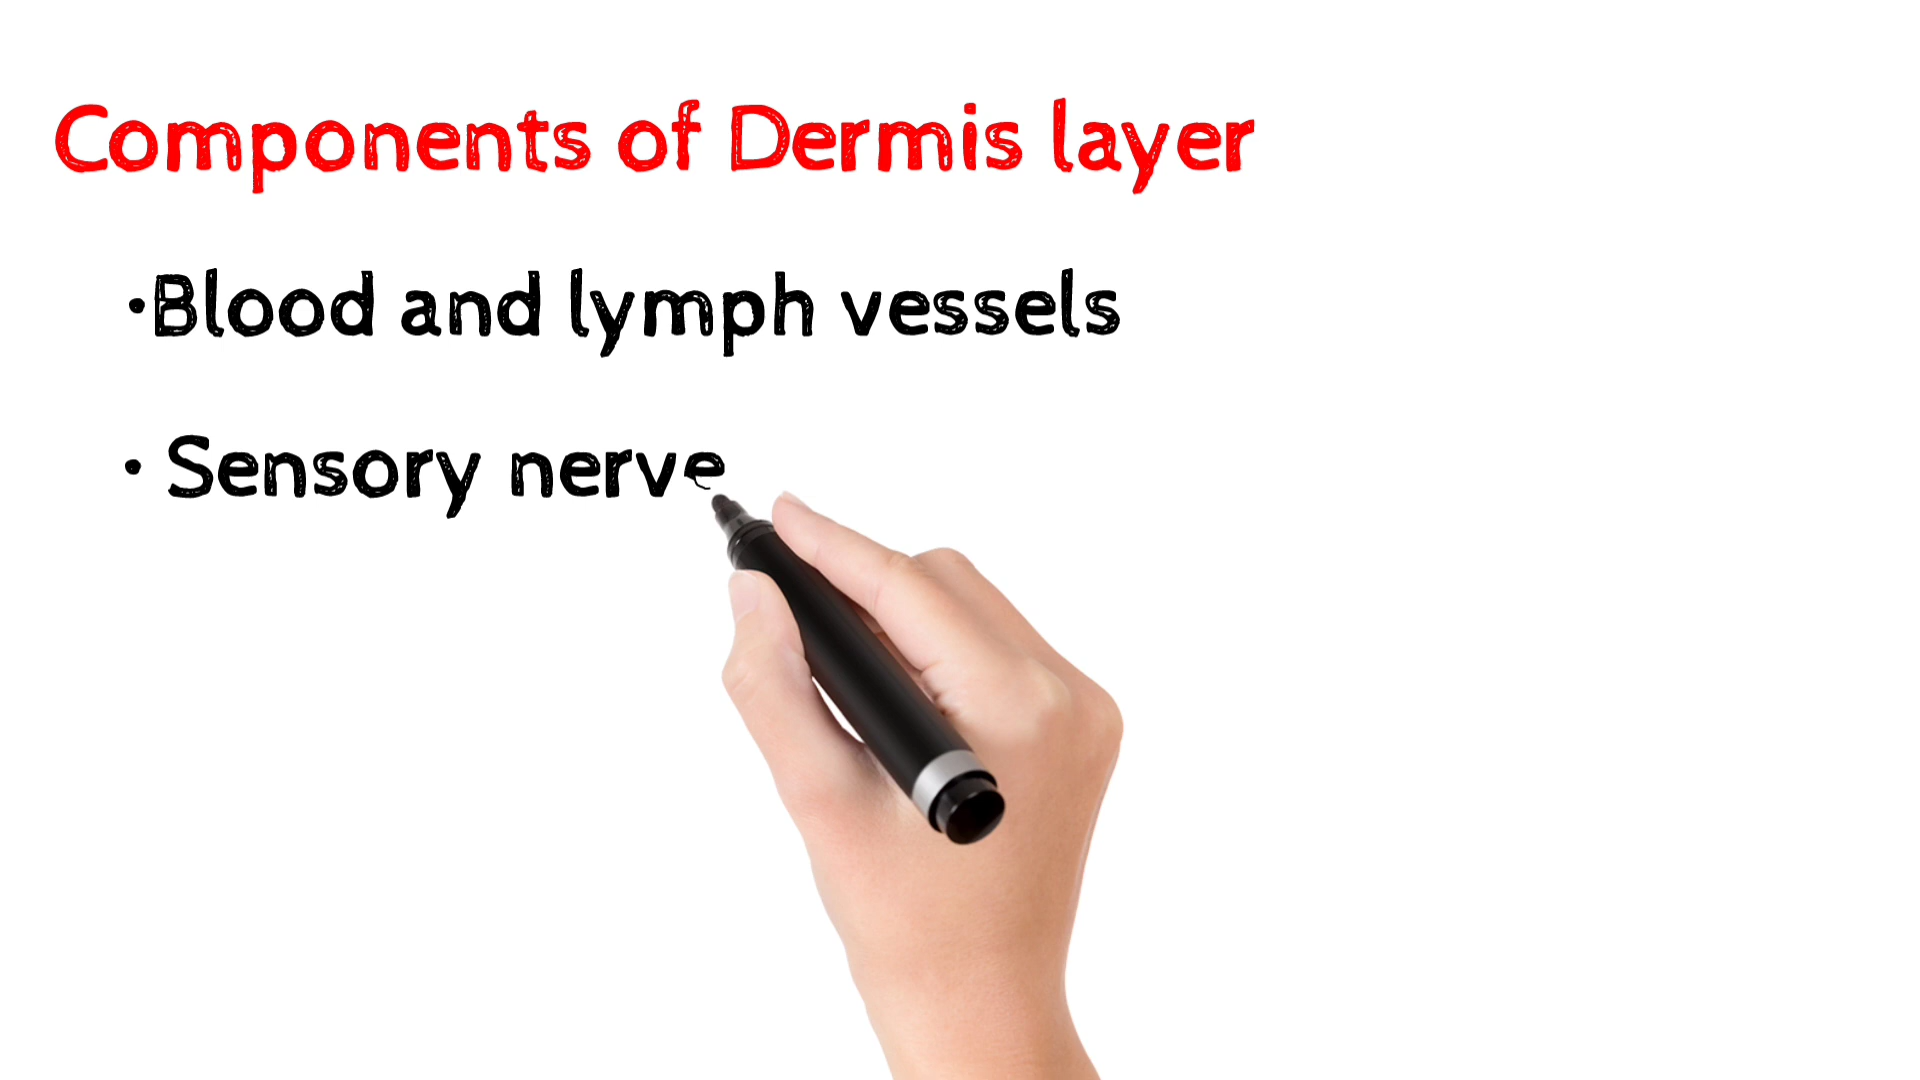 Components of Dermis layer
•Blood and lymph vessels
• Sensory nerve